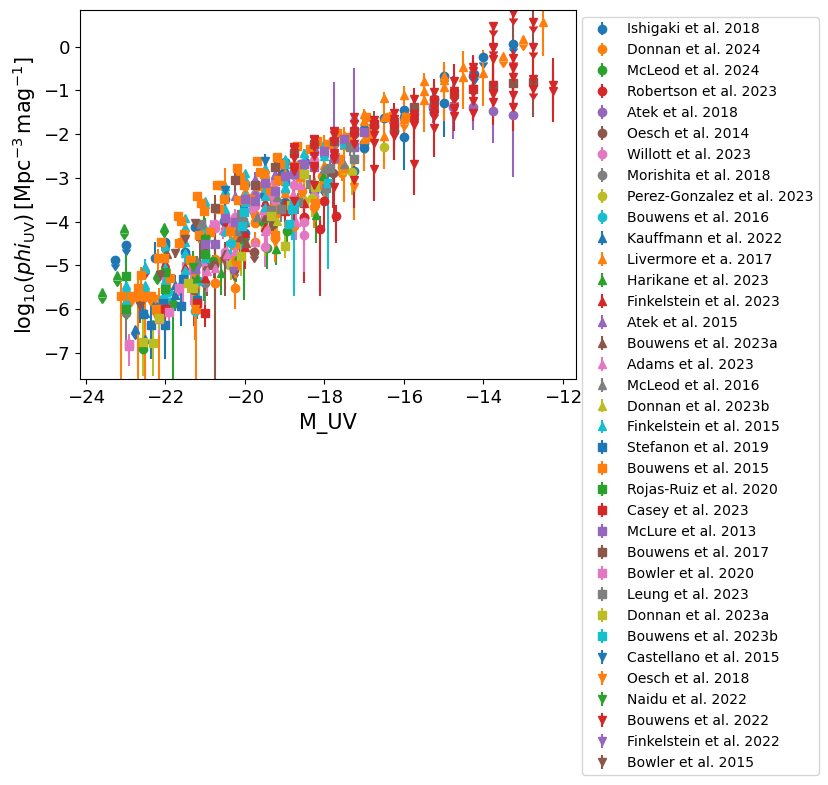 log10(phiUV) [Mpc−3 mag−1]
0
−1
−2
−3
−4
−5
−6
−7
−24
−22
−20
−18
−16
−14
−12
M_UV
Ishigaki et al. 2018
Donnan et al. 2024
McLeod et al. 2024
Robertson et al. 2023
Atek et al. 2018
Oesch et al. 2014
Willott et al. 2023
Morishita et al. 2018
Perez-Gonzalez et al. 2023
Bouwens et al. 2016
Kauffmann et al. 2022
Livermore et a. 2017
Harikane et al. 2023
Finkelstein et al. 2023
Atek et al. 2015
Bouwens et al. 2023a
Adams et al. 2023
McLeod et al. 2016
Donnan et al. 2023b
Finkelstein et al. 2015
Stefanon et al. 2019
Bouwens et al. 2015
Rojas-Ruiz et al. 2020
Casey et al. 2023
McLure et al. 2013
Bouwens et al. 2017
Bowler et al. 2020
Leung et al. 2023
Donnan et al. 2023a
Bouwens et al. 2023b
Castellano et al. 2015
Oesch et al. 2018
Naidu et al. 2022
Bouwens et al. 2022
Finkelstein et al. 2022
Bowler et al. 2015